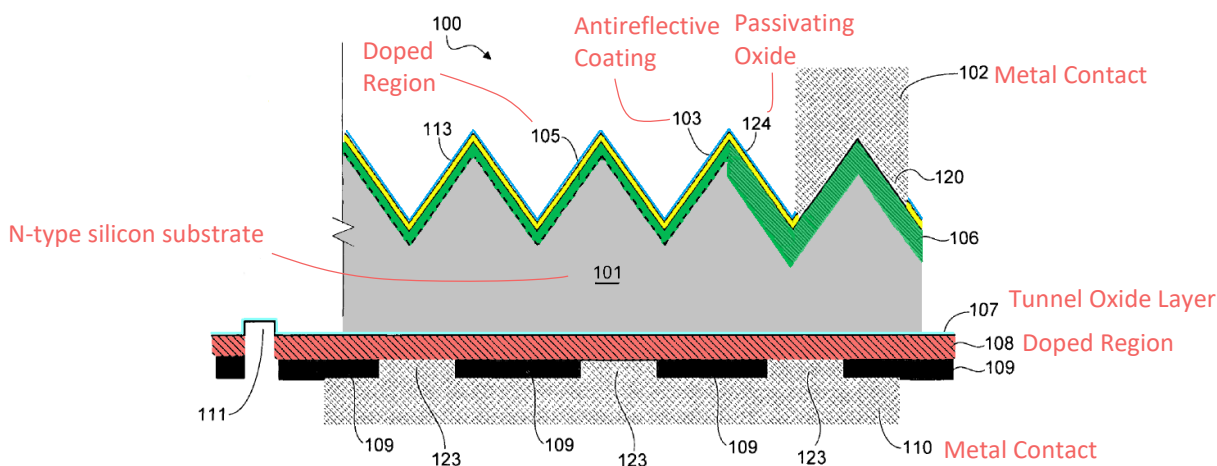 100
Doped
Region
Antireflective
Coating
Passivating
Oxide
102
Metal Contact
113
105
103
124
120
N-type silicon substrate
106
101
107
Tunnel Oxide Layer
108
Doped Region
109
111
109
123
109
123
109
123
110
Metal Contact